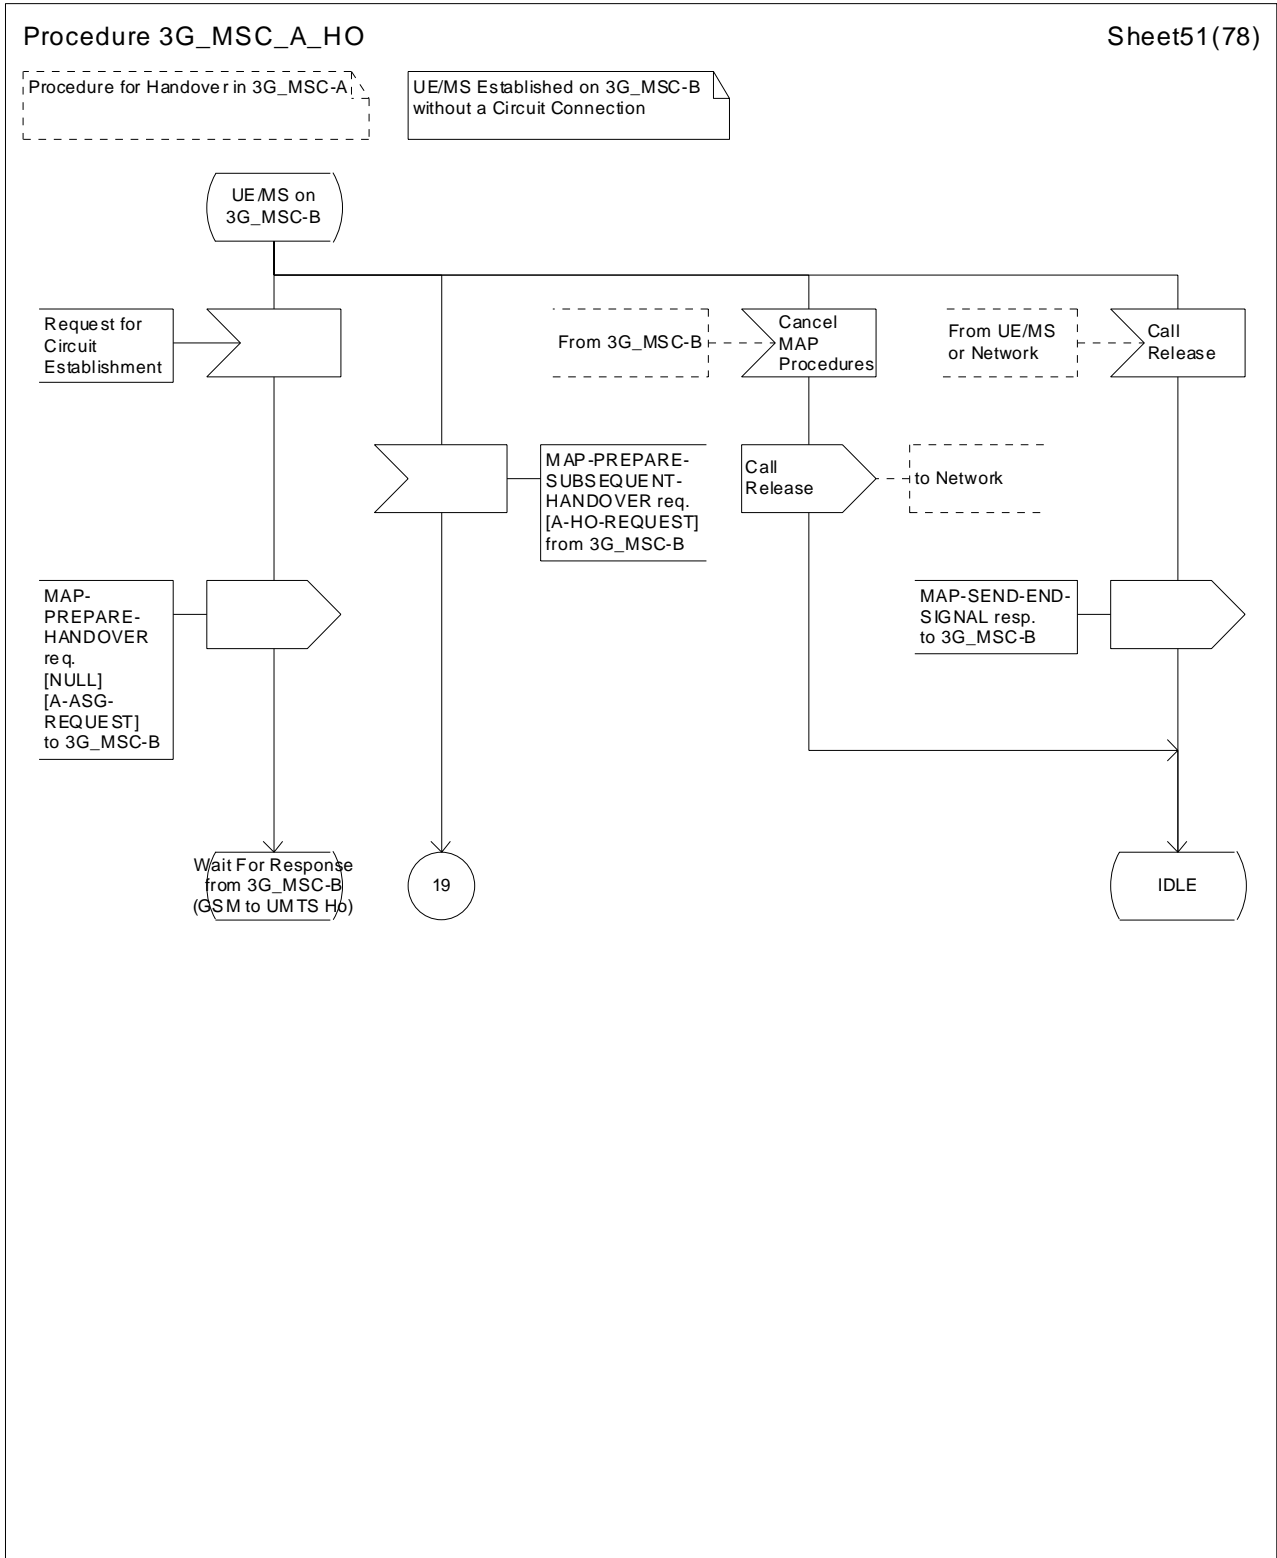 Procedure 3G_MSC_A_HO
Sheet51(78)
Procedure for Handover in 3G_MSC-A
UE/MS Established on 3G_MSC-B
without a Circuit Connection
UE/MS on
3G_MSC-B
Request for
Circuit
Establishment
From 3G_MSC-B
Cancel
MAP
Procedures
From UE/MS
or Network
Call
Release
MAP-PREPARE-
SUBSEQUENT-
HANDOVER req.
[A-HO-REQUEST]
from 3G_MSC-B
Call
Release
to Network
MAP-
PREPARE-
HANDOVER
req.
[NULL]
[A-ASG-
REQUEST]
to 3G_MSC-B
MAP-SEND-END-
SIGNAL resp.
to 3G_MSC-B
Wait For Response
from 3G_MSC-B
(GSM to UMTS Ho)
19
IDLE